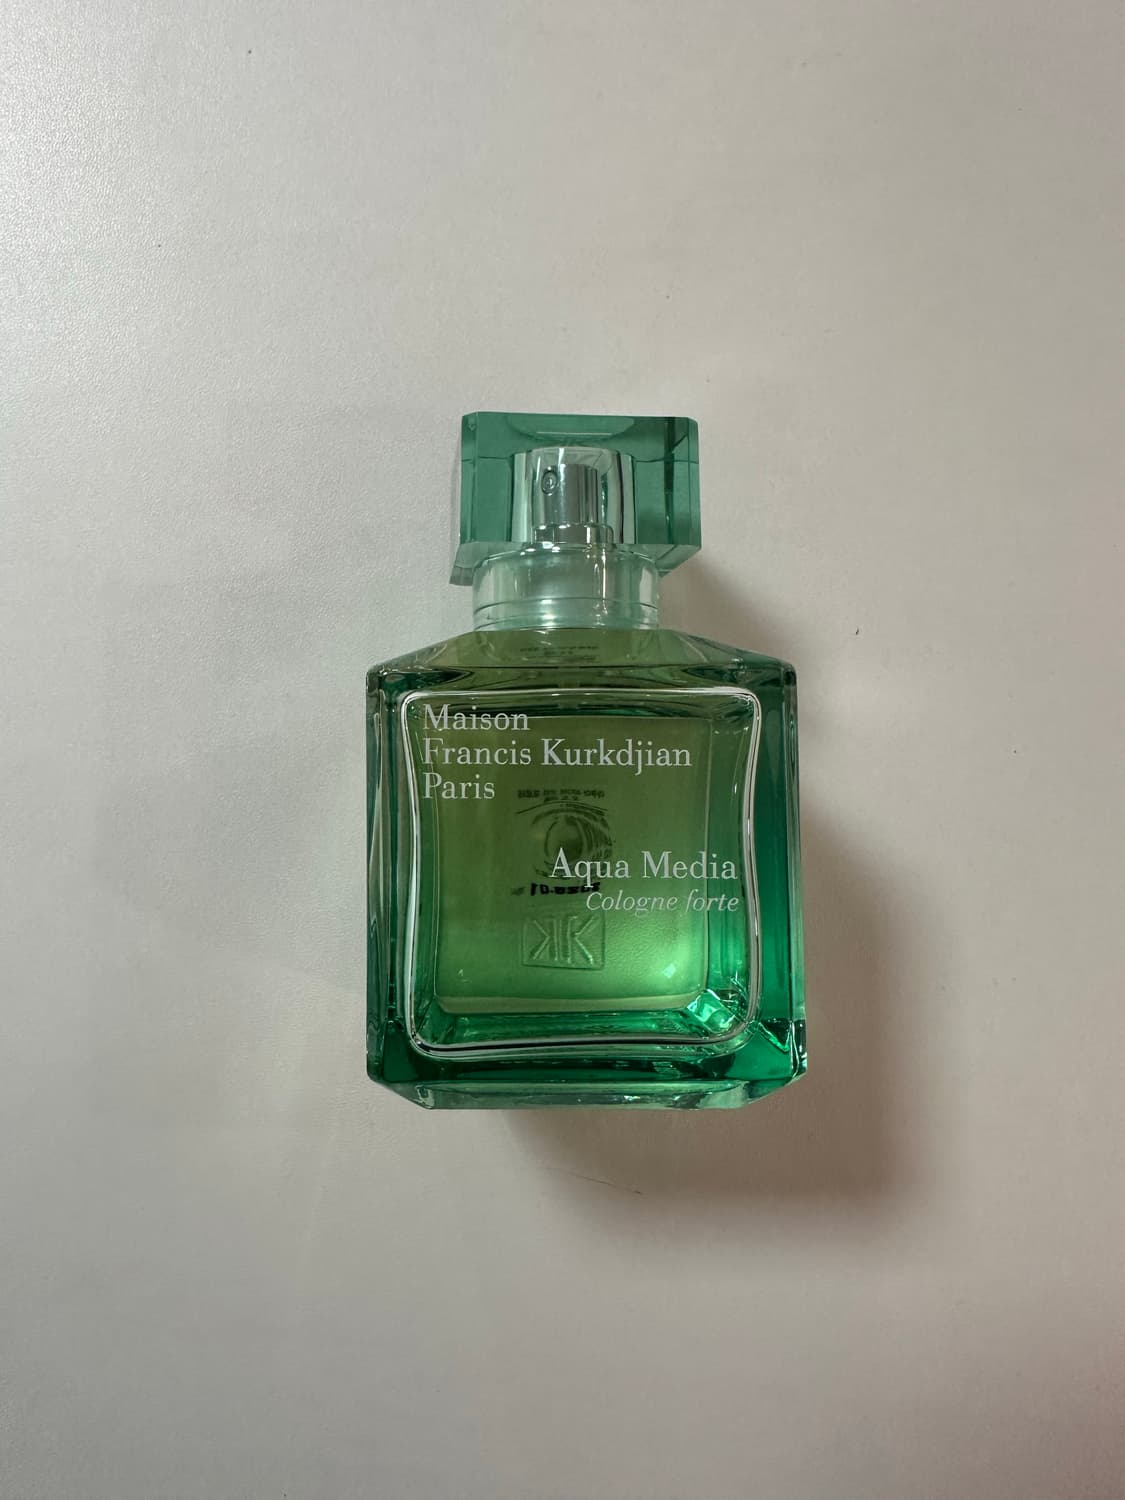 Maison
Francis Kurkdjian
Paris
Aqua Media
Cologne forte